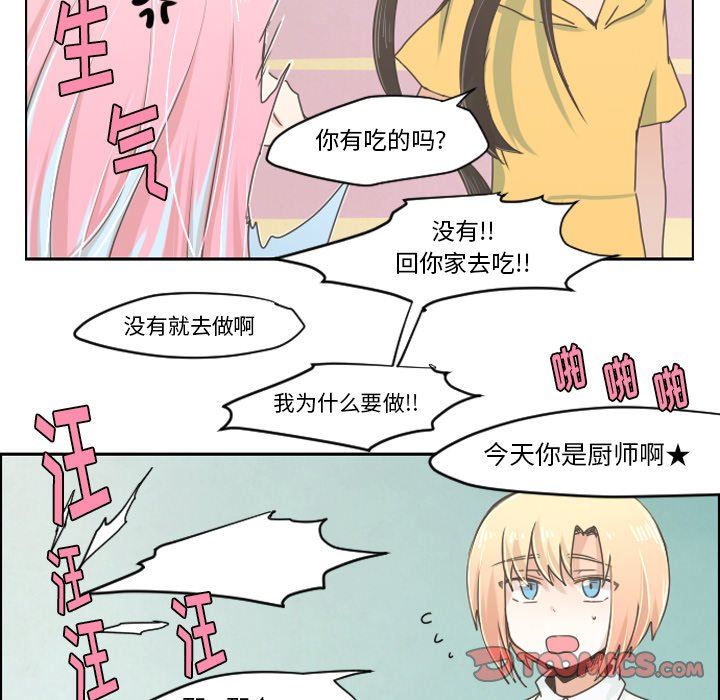 生气
你有吃的吗?
没有!!
回你家去吃!!
没有就去做啊
我为什么要做!!
啪 啪 啪
今天你是厨师啊★
汪
汪
汪
汪
TOOMICS.COM